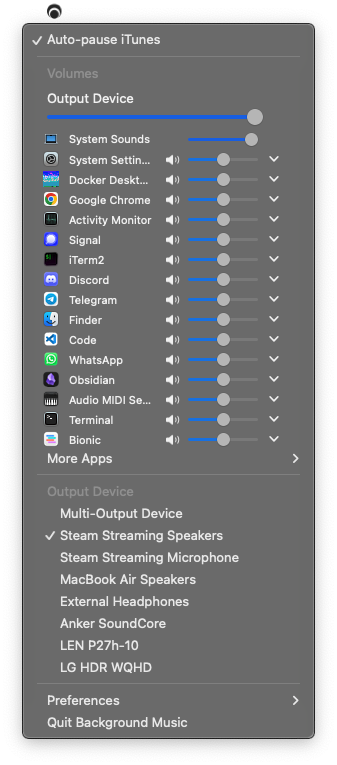 Auto-pause iTunes
Volumes
Output Device
System Sounds
System Settin...
Docker Deskt...
Google Chrome
Activity Monitor
Signal
iTerm2
Discord
Telegram
Finder
Code
WhatsApp
Obsidian
Audio MIDI Se...
Terminal
Bionic
More Apps
Output Device
Multi-Output Device
Steam Streaming Speakers
Steam Streaming Microphone
MacBook Air Speakers
External Headphones
Anker SoundCore
LEN P27h-10
LG HDR WQHD
Preferences
Quit Background Music